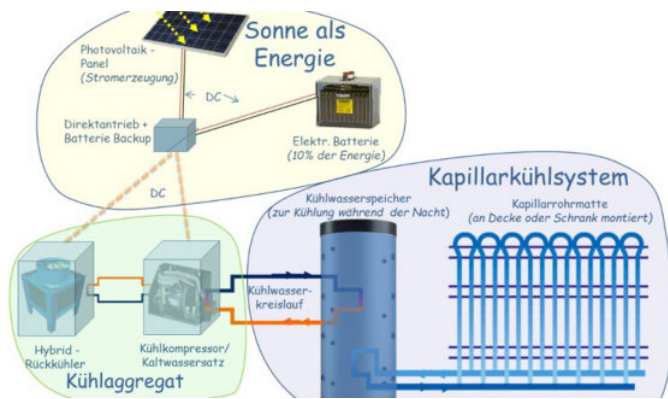 Sonne als
Energie
Photovoltaik -
Panel
(Stromerzeugung)
DC
Direktantrieb +
Batterie Backup
Elektr. Batterie
(10% der Energie)
DC
Kapillarkühlsystem
Kühlwasserspeicher
(zur Kühlung während der Nacht)
Kapillarrohrmatte
(an Decke oder Schrank montiert)
Kühlwasser-
kreislauf
Hybrid -
Rückkühler
Kühlkompressor/
Kaltwassersatz
Kühlaggregat